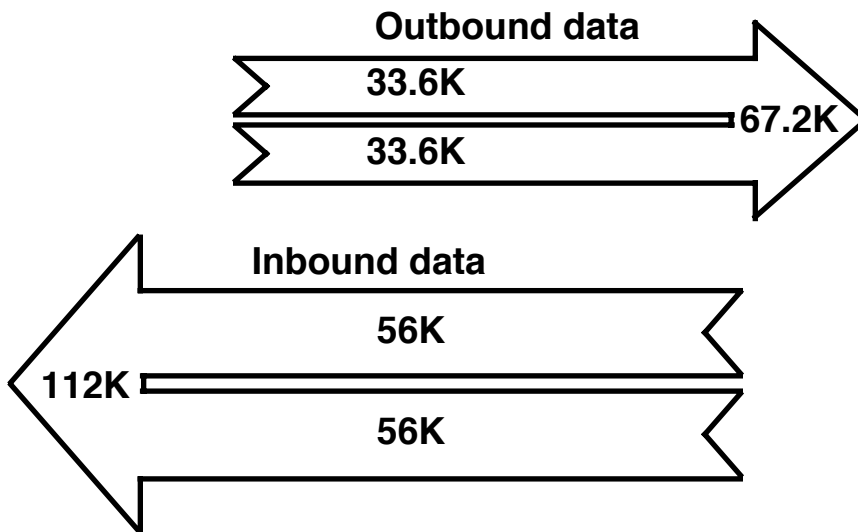 Outbound data
33.6K
67.2K
33.6K
Inbound data
56K
112K
56K